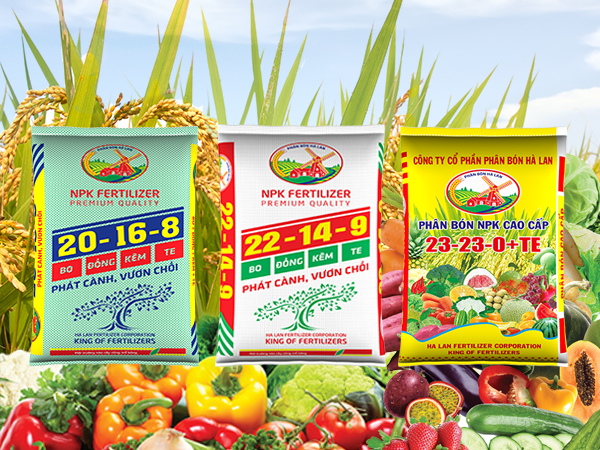 PHÂN BÓN HÀ LAN
NPK FERTILIZER
PREMIUM QUALITY
20-16-8
BO ĐỒNG KẼM TE
PHÁT CÀNH, VƯƠN CHỒI
HA LAN FERTILIZER CORPORATION
KING OF FERTILIZERS
PHÁT CÀNH, VƯƠN CHỒI
PHÂN BÓN HÀ LAN
NPK FERTILIZER
PREMIUM QUALITY
22-14-9
BO ĐỒNG KẼM TE
PHÁT CÀNH, VƯƠN CHỒI
HA LAN FERTILIZER CORPORATION
KING OF FERTILIZERS
22-14-9
CÔNG TY CỔ PHẦN PHÂN BÓN HÀ LAN
PHÂN BÓN HÀ LAN
PHÂN BÓN NPK CAO CẤP
23-23-0+TE
HA LAN FERTILIZER CORPORATION
KING OF FERTILIZERS